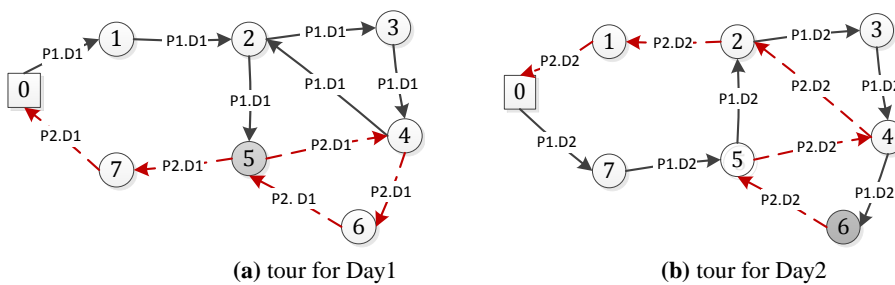 0
1
2
3
4
5
6
7
P1.D1
P1.D1
P1.D1
P1.D1
P1.D1
P1.D1
P2.D1
P2.D1
P2.D1
P2.D1
P2. D1
(a) tour for Day1
0
1
2
3
4
5
6
7
P2.D2
P2.D2
P1.D2
P1.D2
P1.D2
P2.D2
P1.D2
P1.D2
P2.D2
P1.D2
P2.D2
(b) tour for Day2